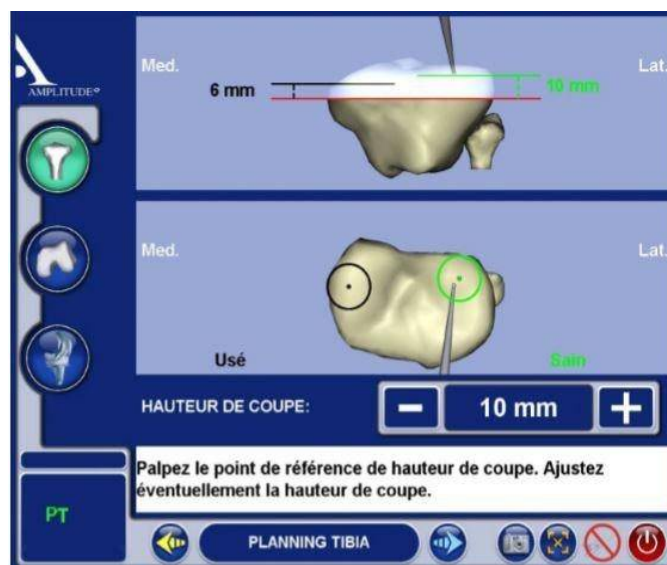 Med.
Lat.
6 mm
10 mm
AMPLITUDE
Med.
Lat.
Usé
Sain
HAUTEUR DE COUPE:
10 mm
Palpez le point de référence de hauteur de coupe. Ajustez
éventuellement la hauteur de coupe.
PT
PLANNING TIBIA